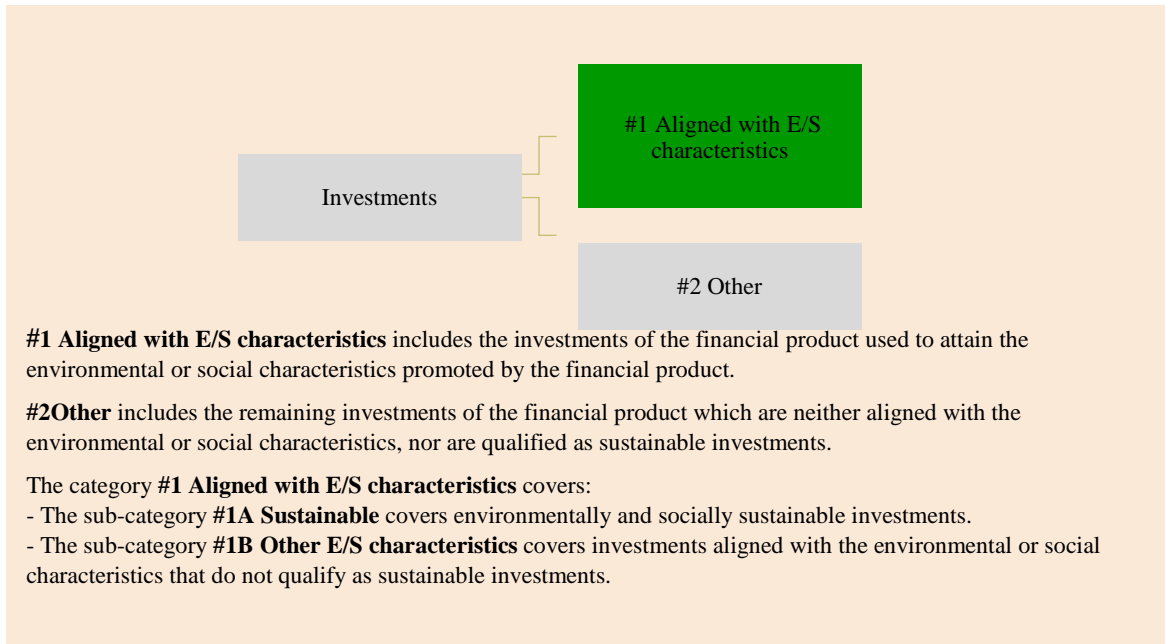 #1 Aligned with E/S
characteristics
Investments
#2 Other
#1 Aligned with E/S characteristics includes the investments of the financial product used to attain the
environmental or social characteristics promoted by the financial product.
#2Other includes the remaining investments of the financial product which are neither aligned with the
environmental or social characteristics, nor are qualified as sustainable investments.
The category #1 Aligned with E/S characteristics covers:
- The sub-category #1A Sustainable covers environmentally and socially sustainable investments.
- The sub-category #1B Other E/S characteristics covers investments aligned with the environmental or social
characteristics that do not qualify as sustainable investments.